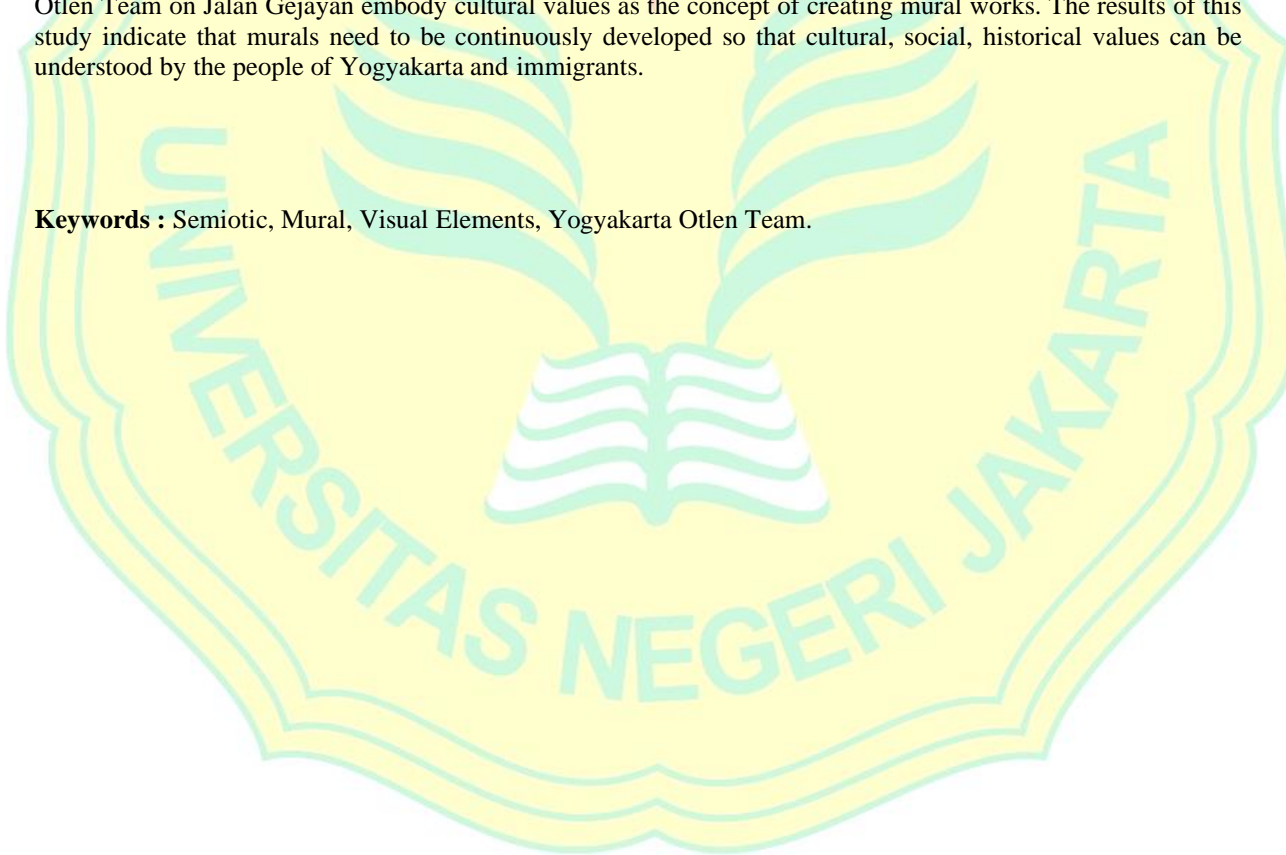 Otlen Team on Jalan Gejayan embody cultural values as the concept of creating mural works. The results of this
study indicate that murals need to be continuously developed so that cultural, social, historical values can be
understood by the people of Yogyakarta and immigrants.
Keywords : Semiotic, Mural, Visual Elements, Yogyakarta Otlen Team.
UNIVERSITAS NEGERI JAKARTA